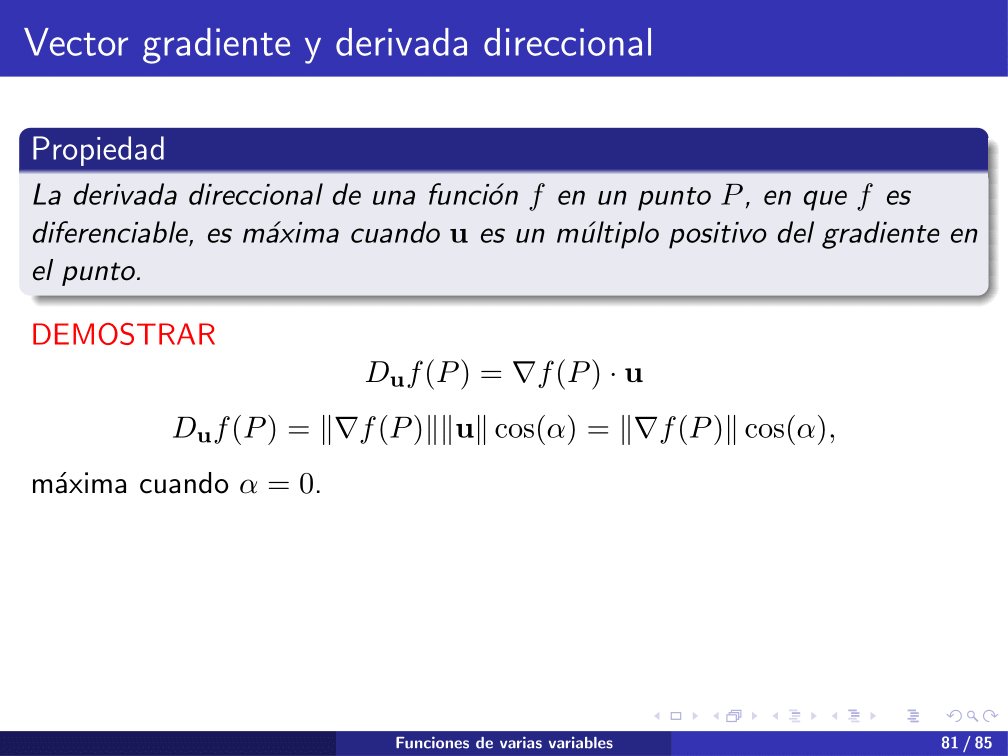 Vector gradiente y derivada direccional
Propiedad
La derivada direccional de una función f en un punto P, en que f es
diferenciable, es máxima cuando u es un múltiplo positivo del gradiente en
el punto.
DEMOSTRAR
D_u f(P) = ∇f(P) · u
D_u f(P) = ‖∇f(P)‖‖u‖ cos(α) = ‖∇f(P)‖ cos(α),
máxima cuando α = 0.
Funciones de varias variables
81 / 85